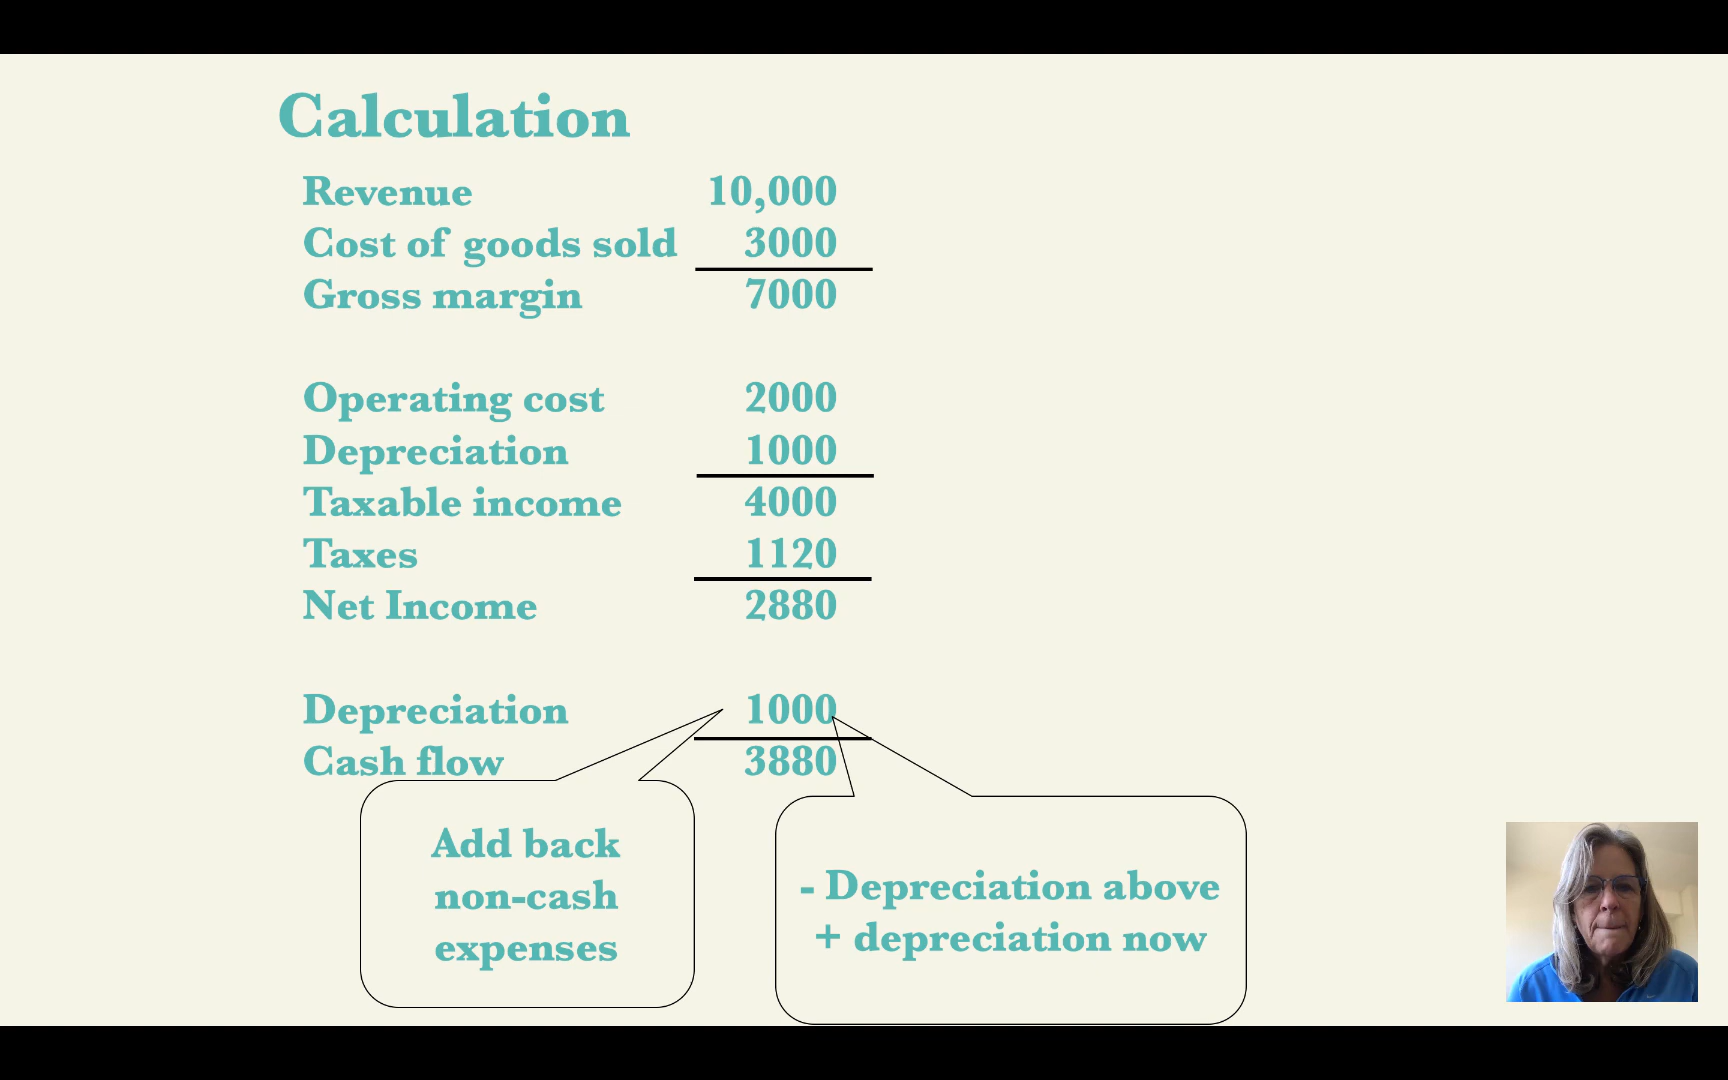 Calculation
Revenue 10,000
Cost of goods sold 3000
Gross margin 7000
Operating cost 2000
Depreciation 1000
Taxable income 4000
Taxes 1120
Net Income 2880
Depreciation 1000
Cash flow 3880
Add back
non-cash
expenses
- Depreciation above
+ depreciation now